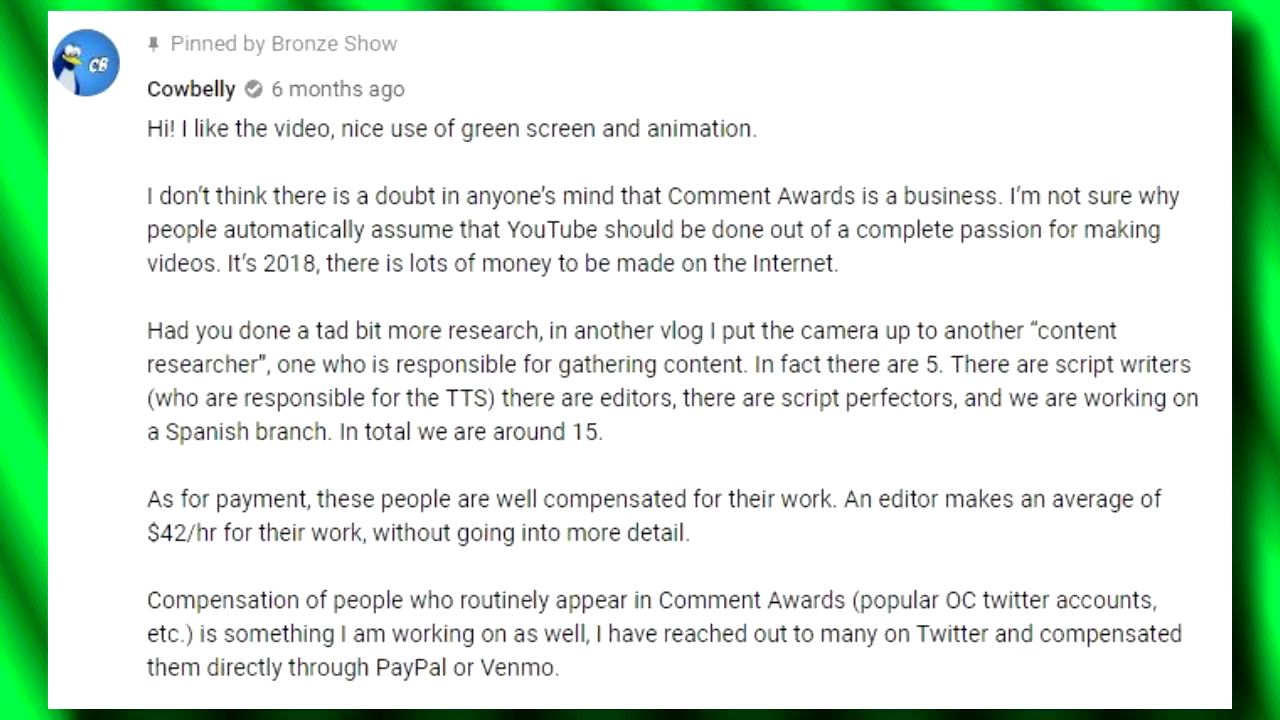 Pinned by Bronze Show
CB
Cowbelly 6 months ago
Hi! I like the video, nice use of green screen and animation.
I don’t think there is a doubt in anyone’s mind that Comment Awards is a business. I’m not sure why
people automatically assume that YouTube should be done out of a complete passion for making
videos. It’s 2018, there is lots of money to be made on the Internet.
Had you done a tad bit more research, in another vlog I put the camera up to another “content
researcher”, one who is responsible for gathering content. In fact there are 5. There are script writers
(who are responsible for the TTS) there are editors, there are script perfectors, and we are working on
a Spanish branch. In total we are around 15.
As for payment, these people are well compensated for their work. An editor makes an average of
$42/hr for their work, without going into more detail.
Compensation of people who routinely appear in Comment Awards (popular OC twitter accounts,
etc.) is something I am working on as well, I have reached out to many on Twitter and compensated
them directly through PayPal or Venmo.